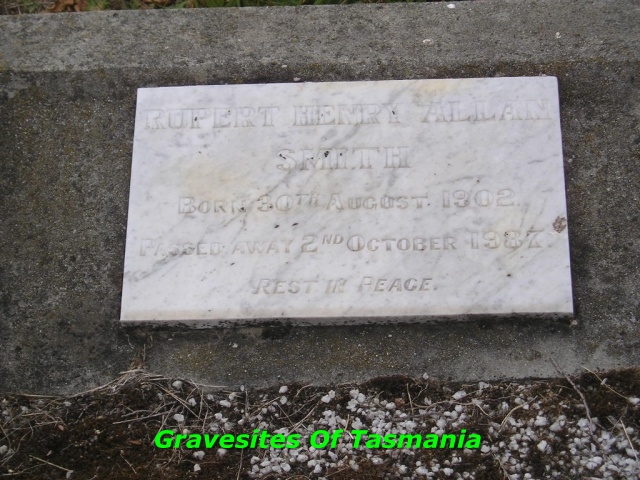 RUPERT HENRY ALLAN
SMITH
BORN 30TH AUGUST 1902.
PASSED AWAY 2ND OCTOBER 1987.
REST IN PEACE.
Gravesites Of Tasmania